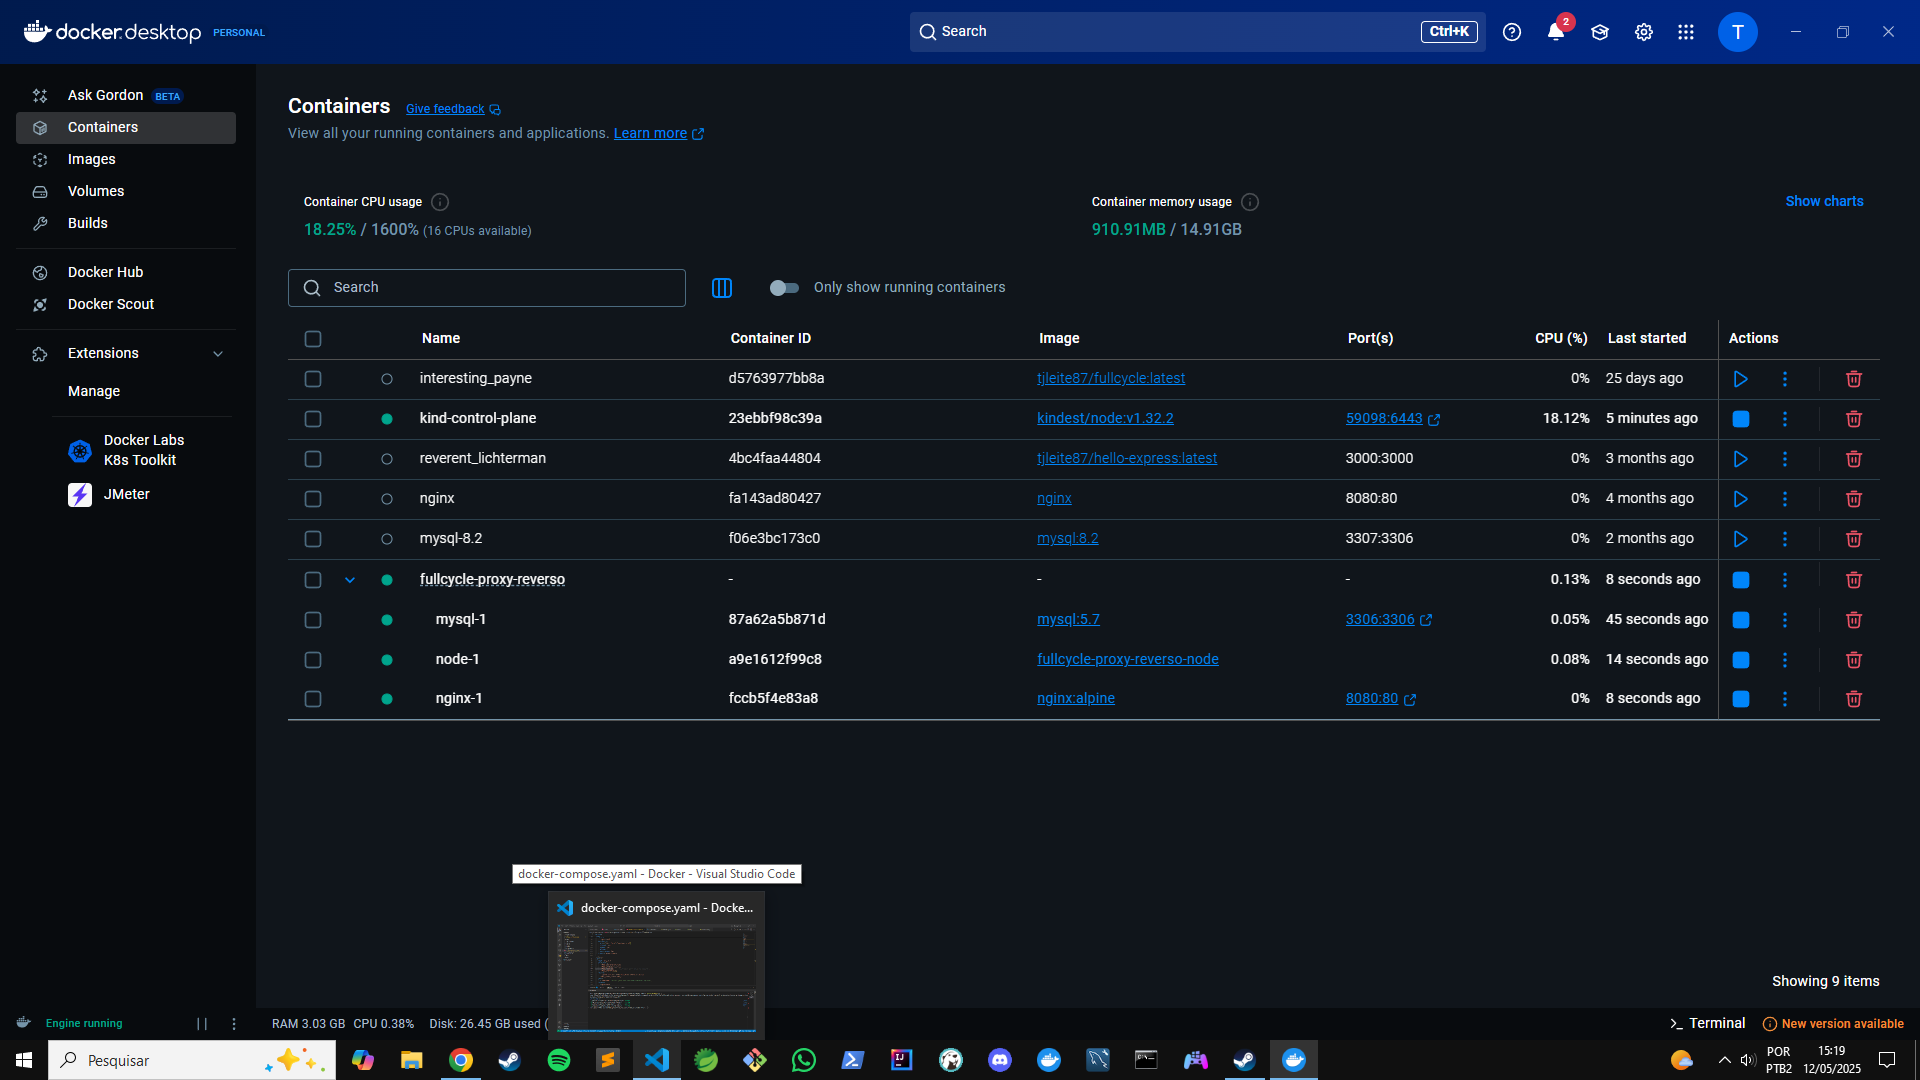 docker.desktop PERSONAL
Search Ctrl+K
2
T
Ask Gordon BETA
Containers
Images
Volumes
Builds
Docker Hub
Docker Scout
Extensions
Manage
Docker Labs
K8s Toolkit
JMeter
Containers Give feedback
View all your running containers and applications. Learn more
Container CPU usage
18.25% / 1600% (16 CPUs available)
Container memory usage
910.91MB / 14.91GB
Show charts
Search
Only show running containers
Name Container ID Image Port(s) CPU (%) Last started Actions
interesting_payne d5763977bb8a tjleite87/fullcycle:latest 0% 25 days ago
kind-control-plane 23ebbf98c39a kindest/node:v1.32.2 59098:6443 18.12% 5 minutes ago
reverent_lichterman 4bc4faa44804 tjleite87/hello-express:latest 3000:3000 0% 3 months ago
nginx fa143ad80427 nginx 8080:80 0% 4 months ago
mysql-8.2 f06e3bc173c0 mysql:8.2 3307:3306 0% 2 months ago
fullcycle-proxy-reverso - - - 0.13% 8 seconds ago
mysql-1 87a62a5b871d mysql:5.7 3306:3306 0.05% 45 seconds ago
node-1 a9e1612f99c8 fullcycle-proxy-reverso-node 0.08% 14 seconds ago
nginx-1 fccb5f4e83a8 nginx:alpine 8080:80 0% 8 seconds ago
docker-compose.yaml - Docker - Visual Studio Code
docker-compose.yaml - Docke...
Showing 9 items
Engine running
RAM 3.03 GB CPU 0.38% Disk: 26.45 GB used (
Terminal
New version available
Pesquisar
POR
PTB2
15:19
12/05/2025